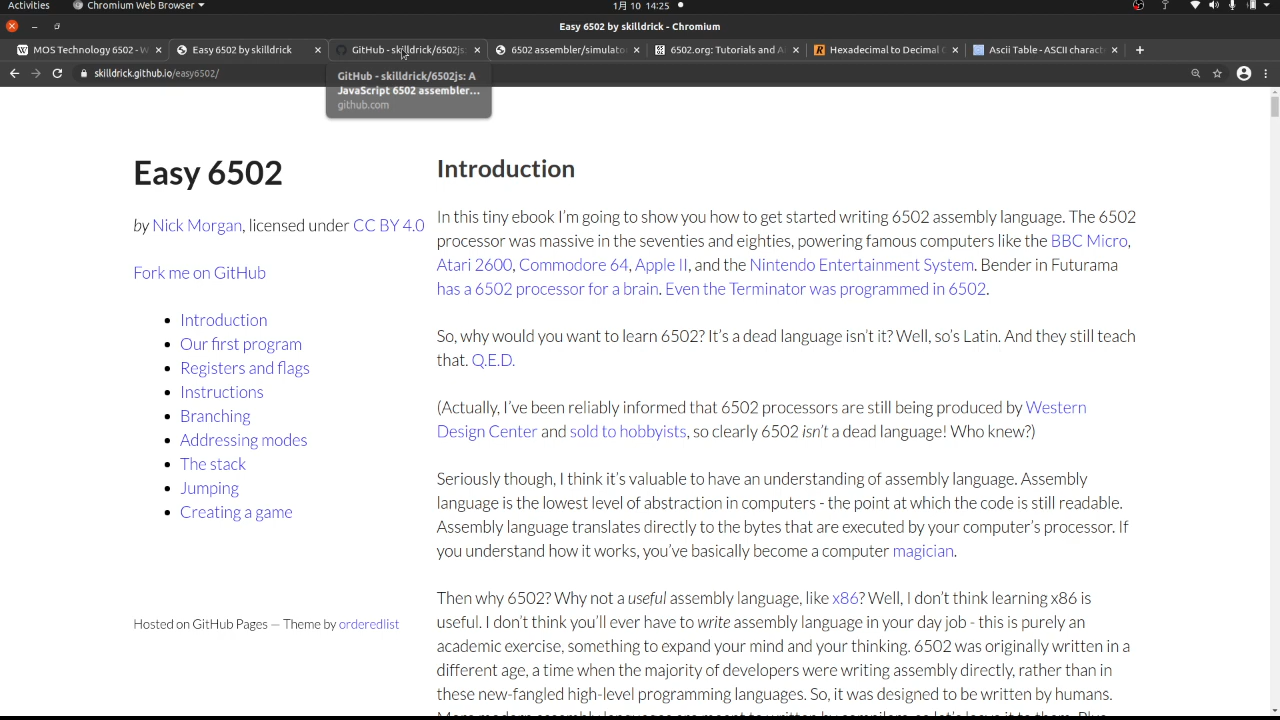 Activities
Chromium Web Browser
1月 10 14:25
Easy 6502 by skilldrick - Chromium
MOS Technology 6502 - W
Easy 6502 by skilldrick
GitHub - skilldrick/6502js:
6502 assembler/simulator
6502.org: Tutorials and A
Hexadecimal to Decimal C
Ascii Table - ASCII charact
skilldrick.github.io/easy6502/
GitHub - skilldrick/6502js: A
JavaScript 6502 assembler...
github.com
Easy 6502
by Nick Morgan, licensed under CC BY 4.0
Fork me on GitHub
Introduction
Our first program
Registers and flags
Instructions
Branching
Addressing modes
The stack
Jumping
Creating a game
Hosted on GitHub Pages — Theme by orderedlist
Introduction
In this tiny ebook I'm going to show you how to get started writing 6502 assembly language. The 6502
processor was massive in the seventies and eighties, powering famous computers like the BBC Micro,
Atari 2600, Commodore 64, Apple II, and the Nintendo Entertainment System. Bender in Futurama
has a 6502 processor for a brain. Even the Terminator was programmed in 6502.
So, why would you want to learn 6502? It's a dead language isn't it? Well, so's Latin. And they still teach
that. Q.E.D.
(Actually, I've been reliably informed that 6502 processors are still being produced by Western
Design Center and sold to hobbyists, so clearly 6502 isn't a dead language! Who knew?)
Seriously though, I think it's valuable to have an understanding of assembly language. Assembly
language is the lowest level of abstraction in computers - the point at which the code is still readable.
Assembly language translates directly to the bytes that are executed by your computer's processor. If
you understand how it works, you've basically become a computer magician.
Then why 6502? Why not a useful assembly language, like x86? Well, I don't think learning x86 is
useful. I don't think you'll ever have to write assembly language in your day job - this is purely an
academic exercise, something to expand your mind and your thinking. 6502 was originally written in a
different age, a time when the majority of developers were writing assembly directly, rather than in
these new-fangled high-level programming languages. So, it was designed to be written by humans.